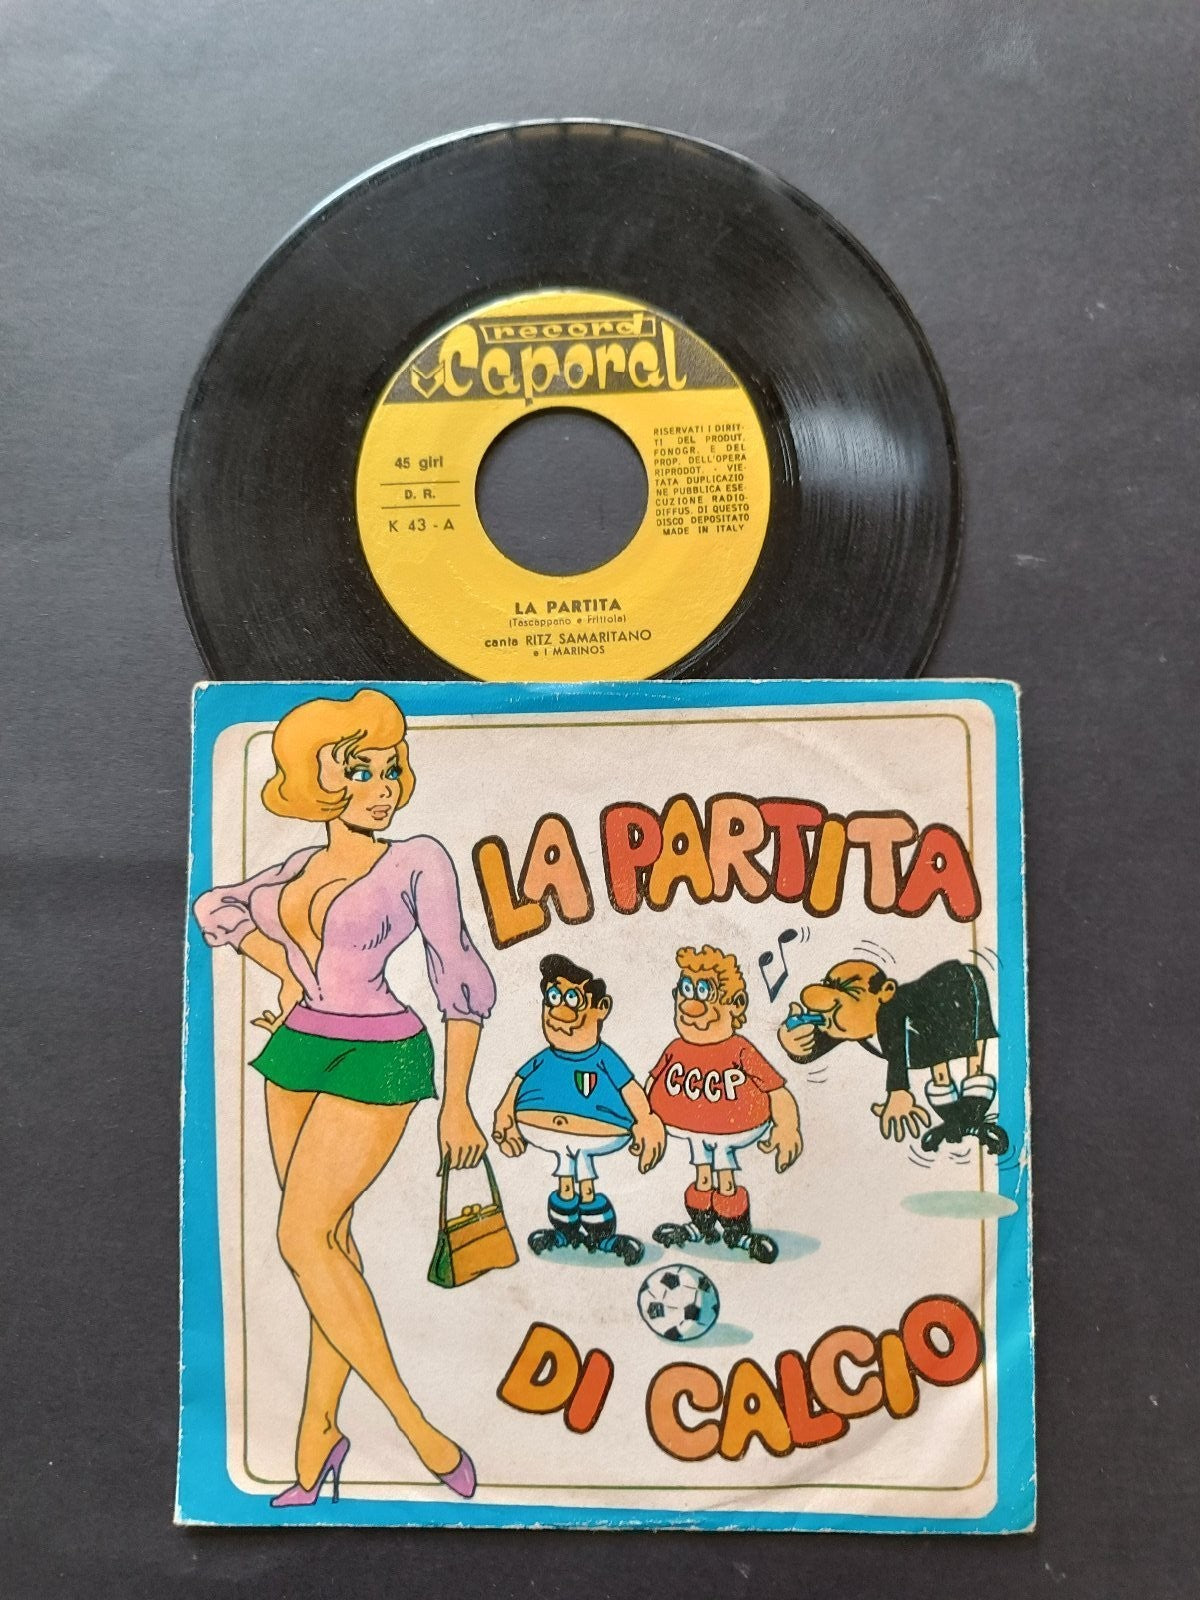 record
Caporal
45 giri
D. R.
K 43 - A
RISERVATI I DIRIT-
TI DEL PRODUT.
FONOGR. E DEL
PROP. DELL'OPERA
RIPRODOT. - VIE-
TATA DUPLICAZIO
NE PUBBLICA ESE-
CUZIONE RADIO-
DIFFUS. DI QUESTO
DISCO DEPOSITATO
MADE IN ITALY
LA PARTITA
(Tascappano e Frittola)
canta RITZ SAMARITANO
e I MARINOS
LA PARTITA
CCCP
DI CALCIO